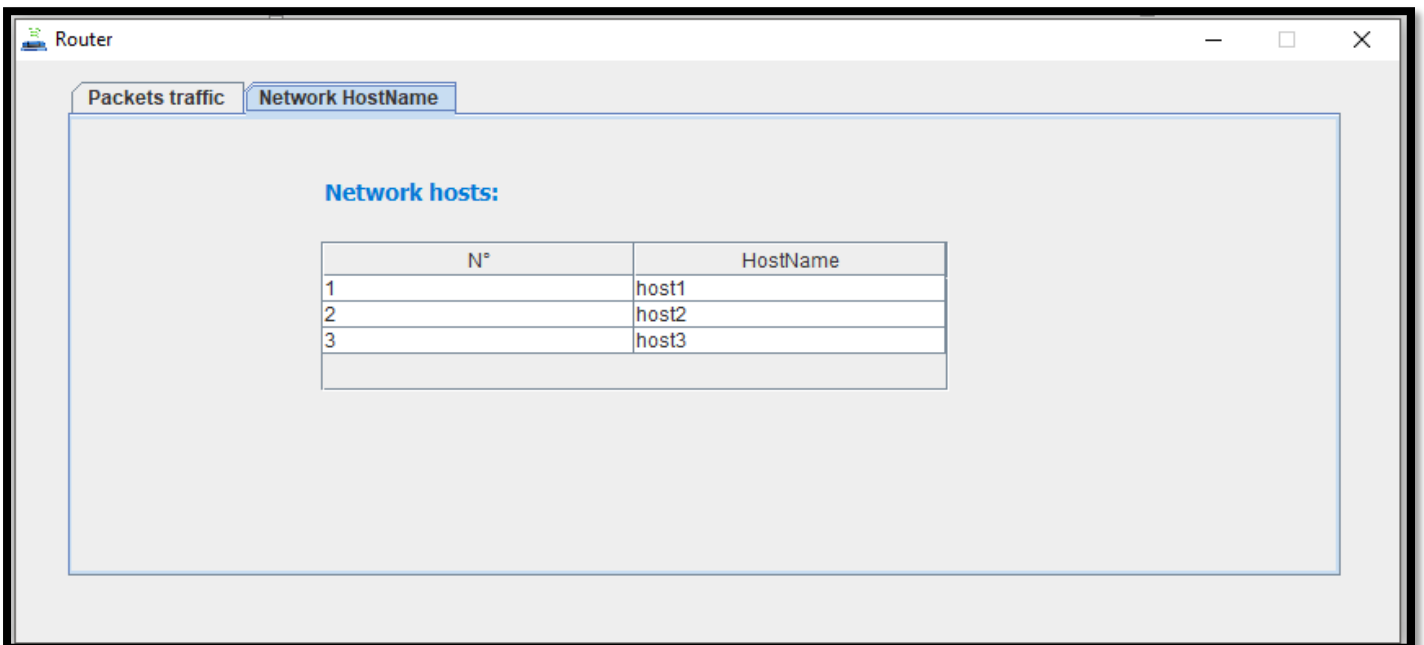 Router
Packets traffic Network HostName
Network hosts:
N° HostName
1 host1
2 host2
3 host3